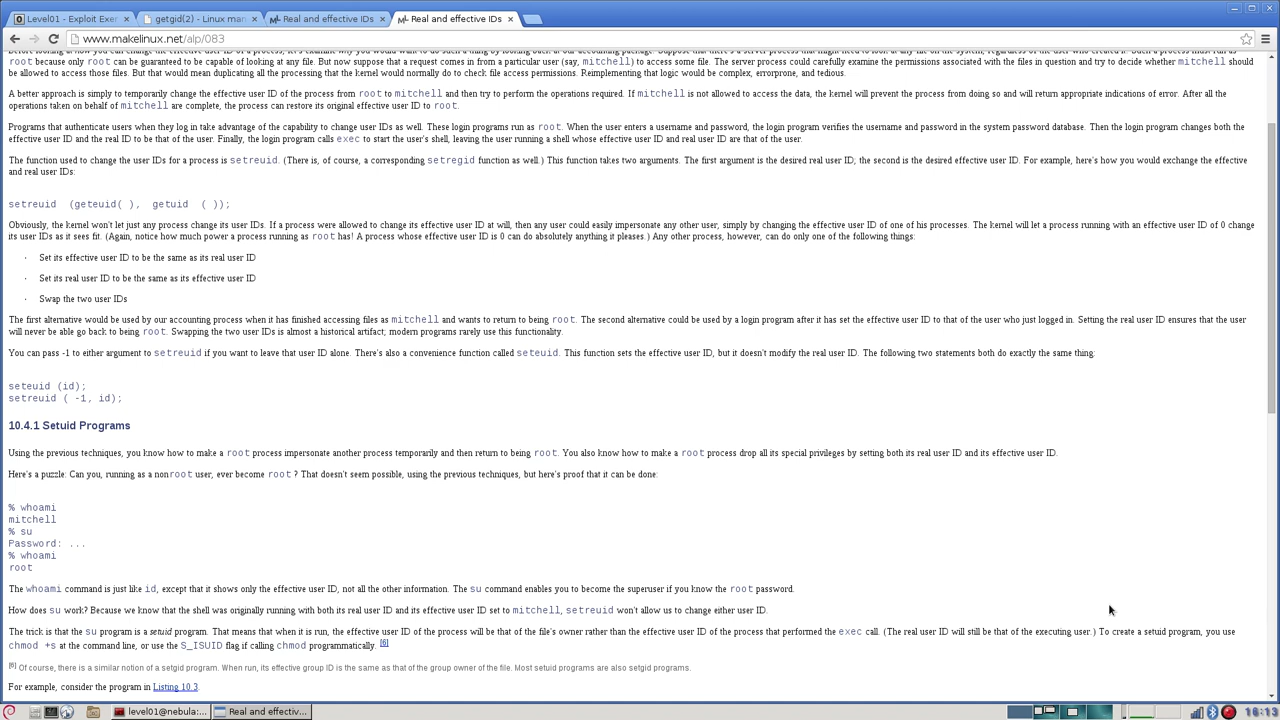 Level01 - Exploit Exer ×
getgid(2) - Linux man ×
Real and effective IDs ×
Real and effective IDs ×
www.makelinux.net/alp/083
root because only root can be guaranteed to be capable of looking at any file. But now suppose that a request comes in from a particular user (say, mitchell) to access some file. The server process could carefully examine the permissions associated with the files in question and try to decide whether mitchell should
be allowed to access those files. But that would mean duplicating all the processing that the kernel would normally do to check file access permissions. Reimplementing that logic would be complex, errorprone, and tedious.
A better approach is simply to temporarily change the effective user ID of the process from root to mitchell and then try to perform the operations required. If mitchell is not allowed to access the data, the kernel will prevent the process from doing so and will return appropriate indications of error. After all the
operations taken on behalf of mitchell are complete, the process can restore its original effective user ID to root.
Programs that authenticate users when they log in take advantage of the capability to change user IDs as well. These login programs run as root. When the user enters a username and password, the login program verifies the username and password in the system password database. Then the login program changes both the
effective user ID and the real ID to be that of the user. Finally, the login program calls exec to start the user's shell, leaving the user running a shell whose effective user ID and real user ID are that of the user.
The function used to change the user IDs for a process is setreuid. (There is, of course, a corresponding setregid function as well.) This function takes two arguments. The first argument is the desired real user ID; the second is the desired effective user ID. For example, here's how you would exchange the effective
and real user IDs:
setreuid (geteuid( ), getuid ( ));
Obviously, the kernel won't let just any process change its user IDs. If a process were allowed to change its effective user ID at will, then any user could easily impersonate any other user, simply by changing the effective user ID of one of his processes. The kernel will let a process running with an effective user ID of 0 change
its user IDs as it sees fit. (Again, notice how much power a process running as root has! A process whose effective user ID is 0 can do absolutely anything it pleases.) Any other process, however, can do only one of the following things:
· Set its effective user ID to be the same as its real user ID
· Set its real user ID to be the same as its effective user ID
· Swap the two user IDs
The first alternative would be used by our accounting process when it has finished accessing files as mitchell and wants to return to being root. The second alternative could be used by a login program after it has set the effective user ID to that of the user who just logged in. Setting the real user ID ensures that the user
will never be able go back to being root. Swapping the two user IDs is almost a historical artifact; modern programs rarely use this functionality.
You can pass -1 to either argument to setreuid if you want to leave that user ID alone. There's also a convenience function called seteuid. This function sets the effective user ID, but it doesn't modify the real user ID. The following two statements both do exactly the same thing:
seteuid (id);
setreuid ( -1, id);
10.4.1 Setuid Programs
Using the previous techniques, you know how to make a root process impersonate another process temporarily and then return to being root. You also know how to make a root process drop all its special privileges by setting both its real user ID and its effective user ID.
Here's a puzzle: Can you, running as a nonroot user, ever become root ? That doesn't seem possible, using the previous techniques, but here's proof that it can be done:
% whoami
mitchell
% su
Password: ...
% whoami
root
The whoami command is just like id, except that it shows only the effective user ID, not all the other information. The su command enables you to become the superuser if you know the root password.
How does su work? Because we know that the shell was originally running with both its real user ID and its effective user ID set to mitchell, setreuid won't allow us to change either user ID.
The trick is that the su program is a setuid program. That means that when it is run, the effective user ID of the process will be that of the file's owner rather than the effective user ID of the process that performed the exec call. (The real user ID will still be that of the executing user.) To create a setuid program, you use
chmod +s at the command line, or use the S_ISUID flag if calling chmod programmatically. [6]
[6] Of course, there is a similar notion of a setgid program. When run, its effective group ID is the same as that of the group owner of the file. Most setuid programs are also setgid programs.
For example, consider the program in Listing 10.3.
level01@nebula:...
Real and effectiv...
16:13